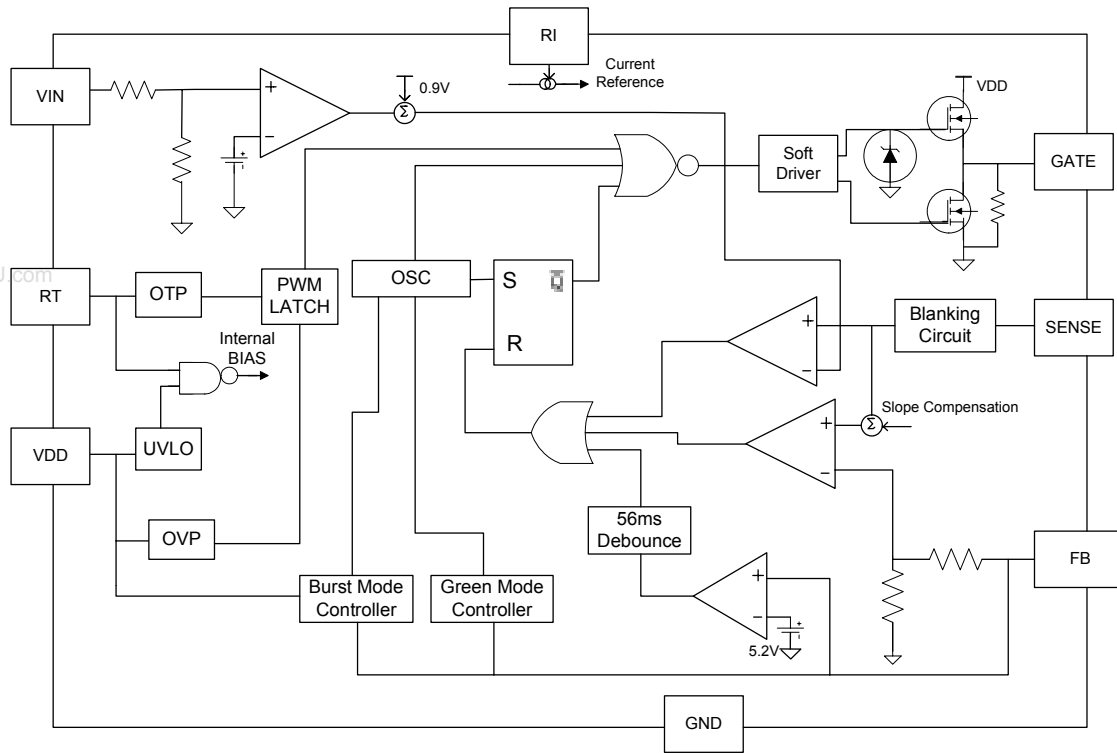 RI
Current
Reference
VIN
+
−
0.9V
Σ
VDD
Soft
Driver
GATE
J.com
RT
OTP
PWM
LATCH
OSC
S
Q
R
Internal
BIAS
+
−
Blanking
Circuit
SENSE
Slope Compensation
Σ
+
−
VDD
UVLO
OVP
56ms
Debounce
FB
Burst Mode
Controller
Green Mode
Controller
+
−
5.2V
GND